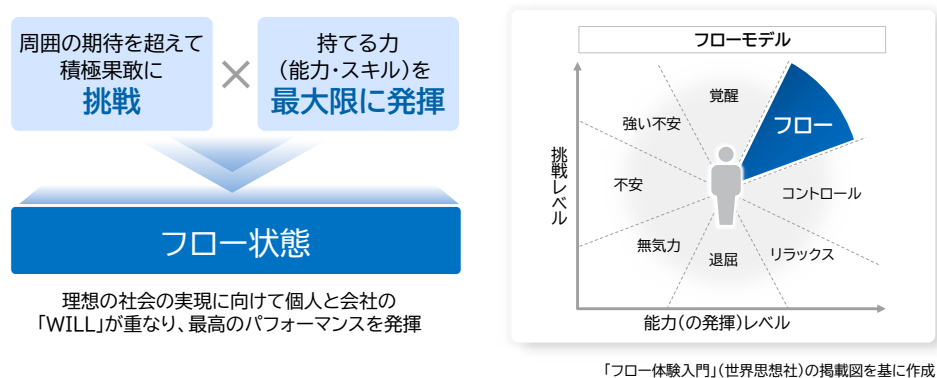 周囲の期待を超えて
積極果敢に
挑戦
×
持てる力
(能力・スキル)を
最大限に発揮
フロー状態
理想の社会の実現に向けて個人と会社の
「WILL」が重なり、最高のパフォーマンスを発揮
フローモデル
挑戦レベル
覚醒
フロー
強い不安
不安
コントロール
無気力
退屈
リラックス
能力(の発揮)レベル
「フロー体験入門」(世界思想社)の掲載図を基に作成